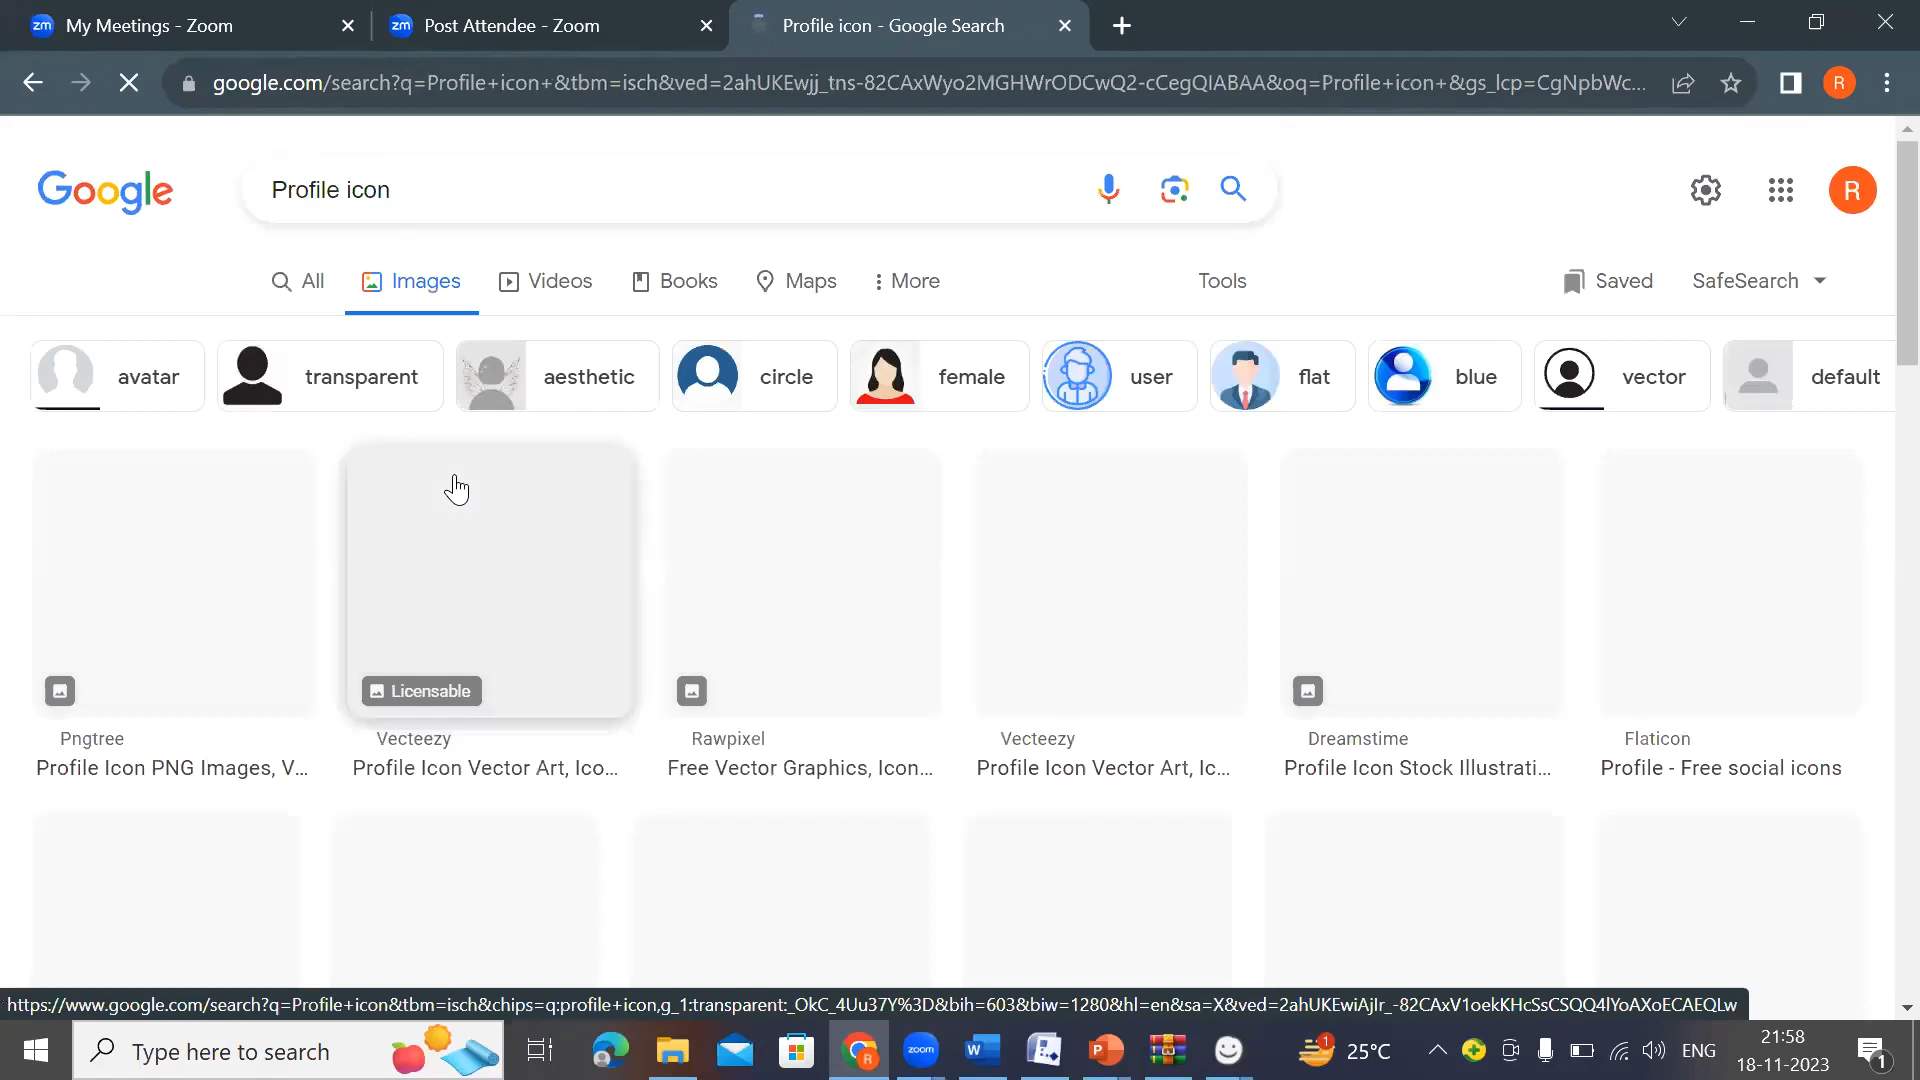 My Meetings - Zoom
Post Attendee - Zoom
Profile icon - Google Search
google.com/search?q=Profile+icon+&tbm=isch&ved=2ahUKEwjj_tns-82CAxWyo2MGHWrODCwQ2-cCegQIABAA&oq=Profile+icon+&gs_lcp=CgNpbWc...
R
Google
Profile icon
R
All
Images
Videos
Books
Maps
More
Tools
Saved
SafeSearch
avatar
transparent
aesthetic
circle
female
user
flat
blue
vector
default
Licensable
Pngtree
Profile Icon PNG Images, V...
Vecteezy
Profile Icon Vector Art, Ico...
Rawpixel
Free Vector Graphics, Icon...
Vecteezy
Profile Icon Vector Art, Ic...
Dreamstime
Profile Icon Stock Illustrati...
Flaticon
Profile - Free social icons
https://www.google.com/search?q=Profile+icon&tbm=isch&chips=q:profile+icon,g_1:transparent:_OkC_4Uu37Y%3D&bih=603&biw=1280&hl=en&sa=X&ved=2ahUKEwiAjIr_-82CAxV1oekKHcSsCSQQ4lYoAXoECAEQLw
Type here to search
R
zoom
W
P
1
25°C
ENG
21:58
18-11-2023
1